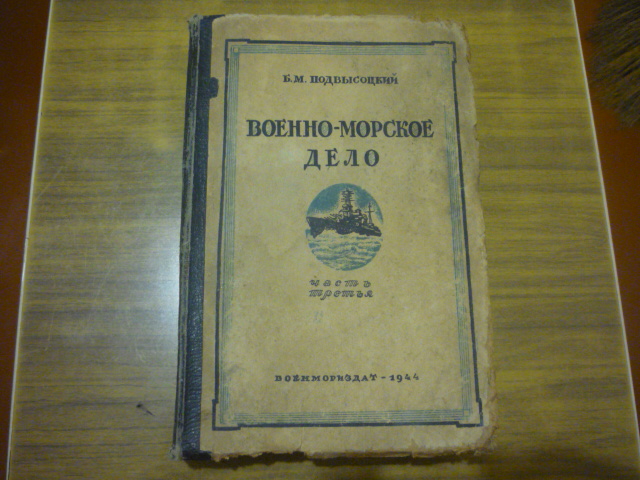 Б.М. ПОДВЫСОЦКИЙ
ВОЕННО-МОРСКОЕ
ДЕЛО
часть
третья
ВОЕНМОРИЗДАТ - 1944